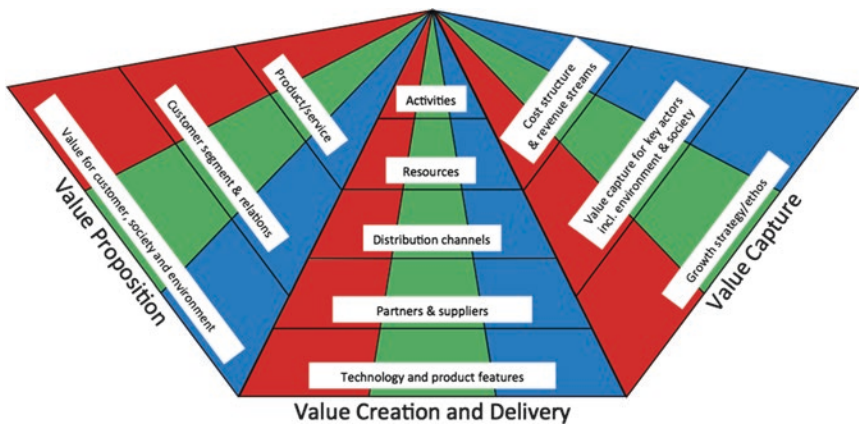 Product/service
Customer segment & relations
Value for customer, society and environment
Value Proposition
Activities
Resources
Distribution channels
Partners & suppliers
Technology and product features
Value Creation and Delivery
Cost structure
& revenue streams
Value capture for key actors
incl. environment & society
Growth strategy/ethos
Value Capture